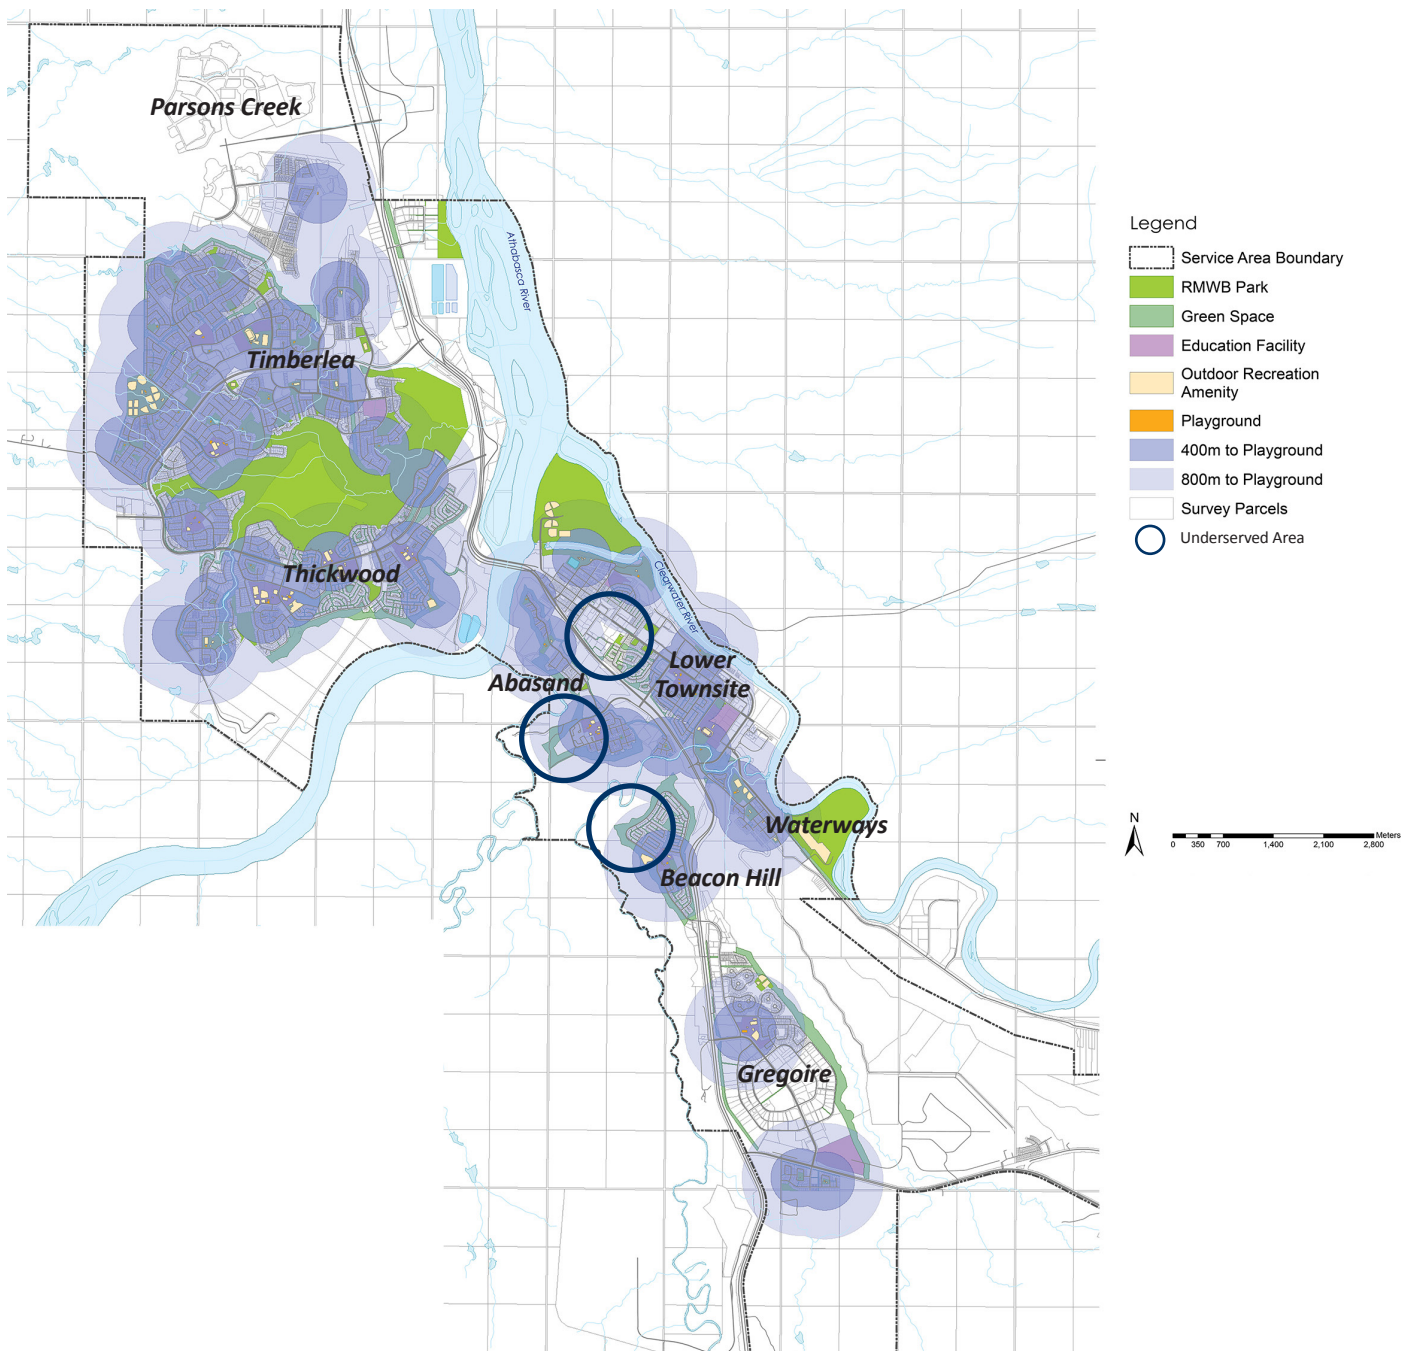 Parsons Creek
Athabasca River
Timberlea
Thickwood
Clearwater River
Lower
Townsite
Abasand
Waterways
Beacon Hill
Gregoire
Legend
Service Area Boundary
RMWB Park
Green Space
Education Facility
Outdoor Recreation
Amenity
Playground
400m to Playground
800m to Playground
Survey Parcels
Underserved Area
N
Meters
0 350 700 1,400 2,100 2,800